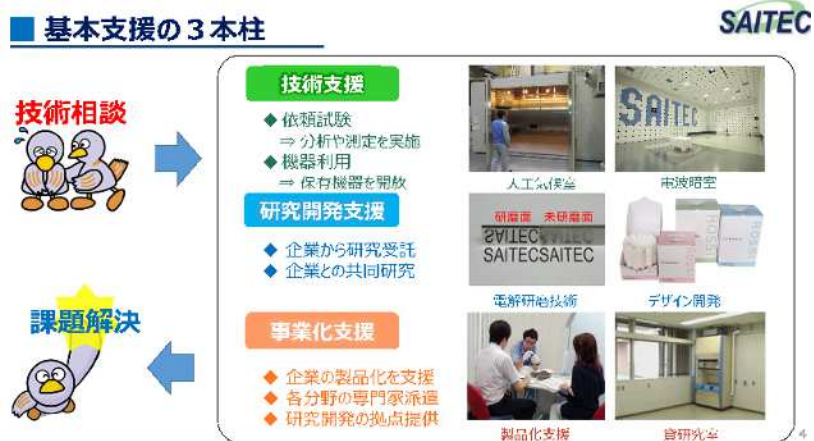 基本支援の3本柱
SAITEC
技術相談
課題解決
技術支援
◆ 依頼試験
⇒ 分析や測定を実施
◆ 機器利用
⇒ 保有機器を開放
人工気候室
SAITEC
電波暗室
研究開発支援
◆ 企業から研究受託
◆ 企業との共同研究
研磨面 未研磨面
SAITECSAITEC
電解研磨技術
デザイン開発
事業化支援
◆ 企業の製品化を支援
◆ 各分野の専門家派遣
◆ 研究開発の拠点提供
製品化支援
貸研究室
4